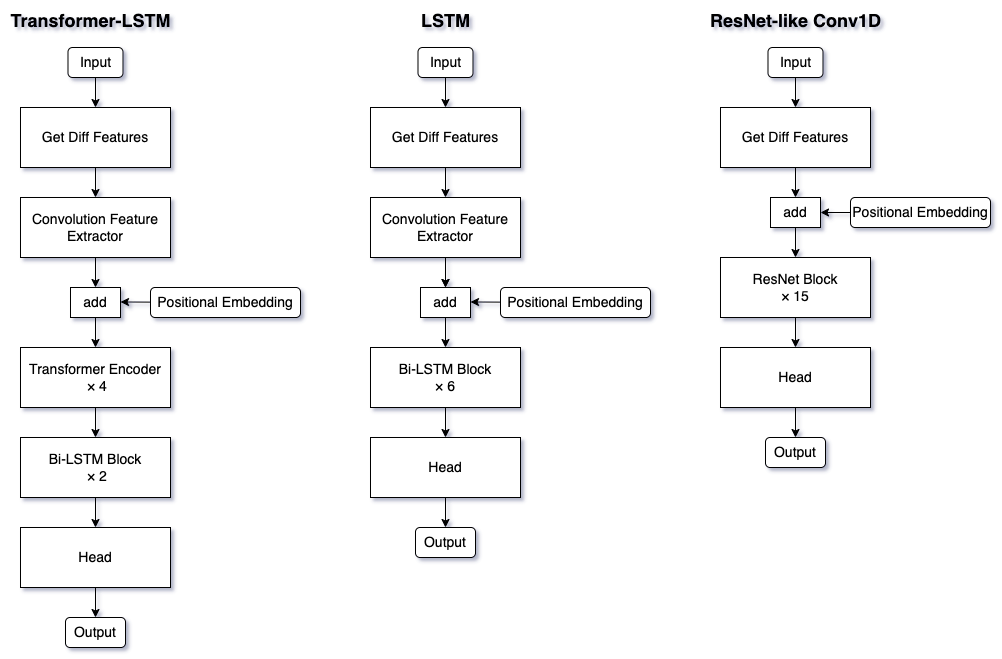 Transformer-LSTM
Input
Get Diff Features
Convolution Feature
Extractor
add
Positional Embedding
Transformer Encoder
× 4
Bi-LSTM Block
× 2
Head
Output
LSTM
Input
Get Diff Features
Convolution Feature
Extractor
add
Positional Embedding
Bi-LSTM Block
× 6
Head
Output
ResNet-like Conv1D
Input
Get Diff Features
add
Positional Embedding
ResNet Block
× 15
Head
Output